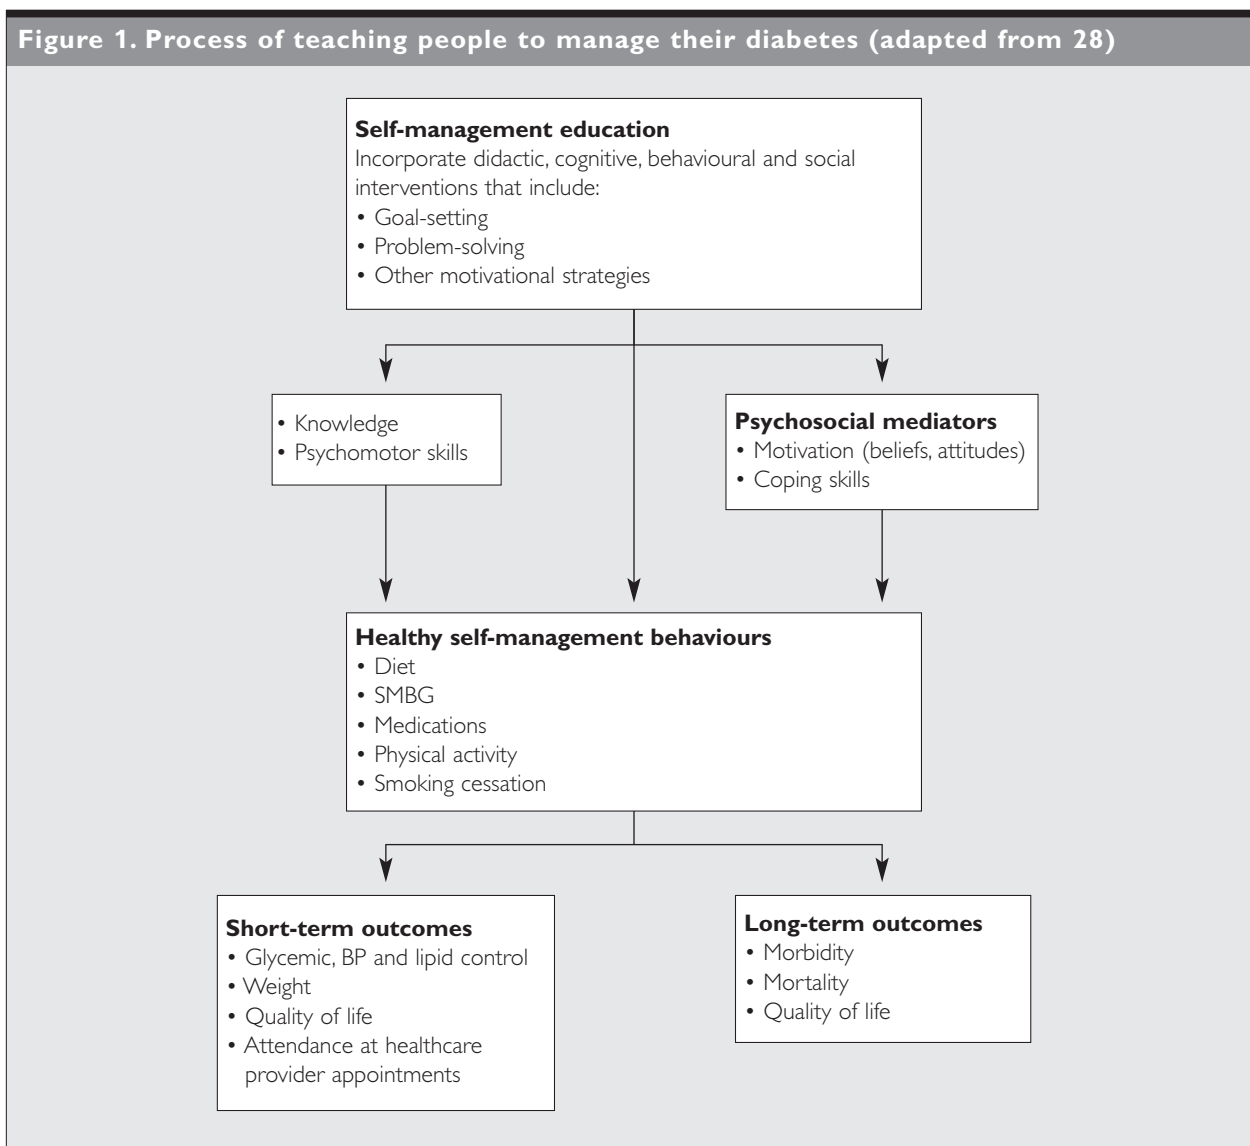 Figure 1. Process of teaching people to manage their diabetes (adapted from 28)
Self-management education
Incorporate didactic, cognitive, behavioural and social
interventions that include:
• Goal-setting
• Problem-solving
• Other motivational strategies
• Knowledge
• Psychomotor skills
Psychosocial mediators
• Motivation (beliefs, attitudes)
• Coping skills
Healthy self-management behaviours
• Diet
• SMBG
• Medications
• Physical activity
• Smoking cessation
Short-term outcomes
• Glycemic, BP and lipid control
• Weight
• Quality of life
• Attendance at healthcare
provider appointments
Long-term outcomes
• Morbidity
• Mortality
• Quality of life